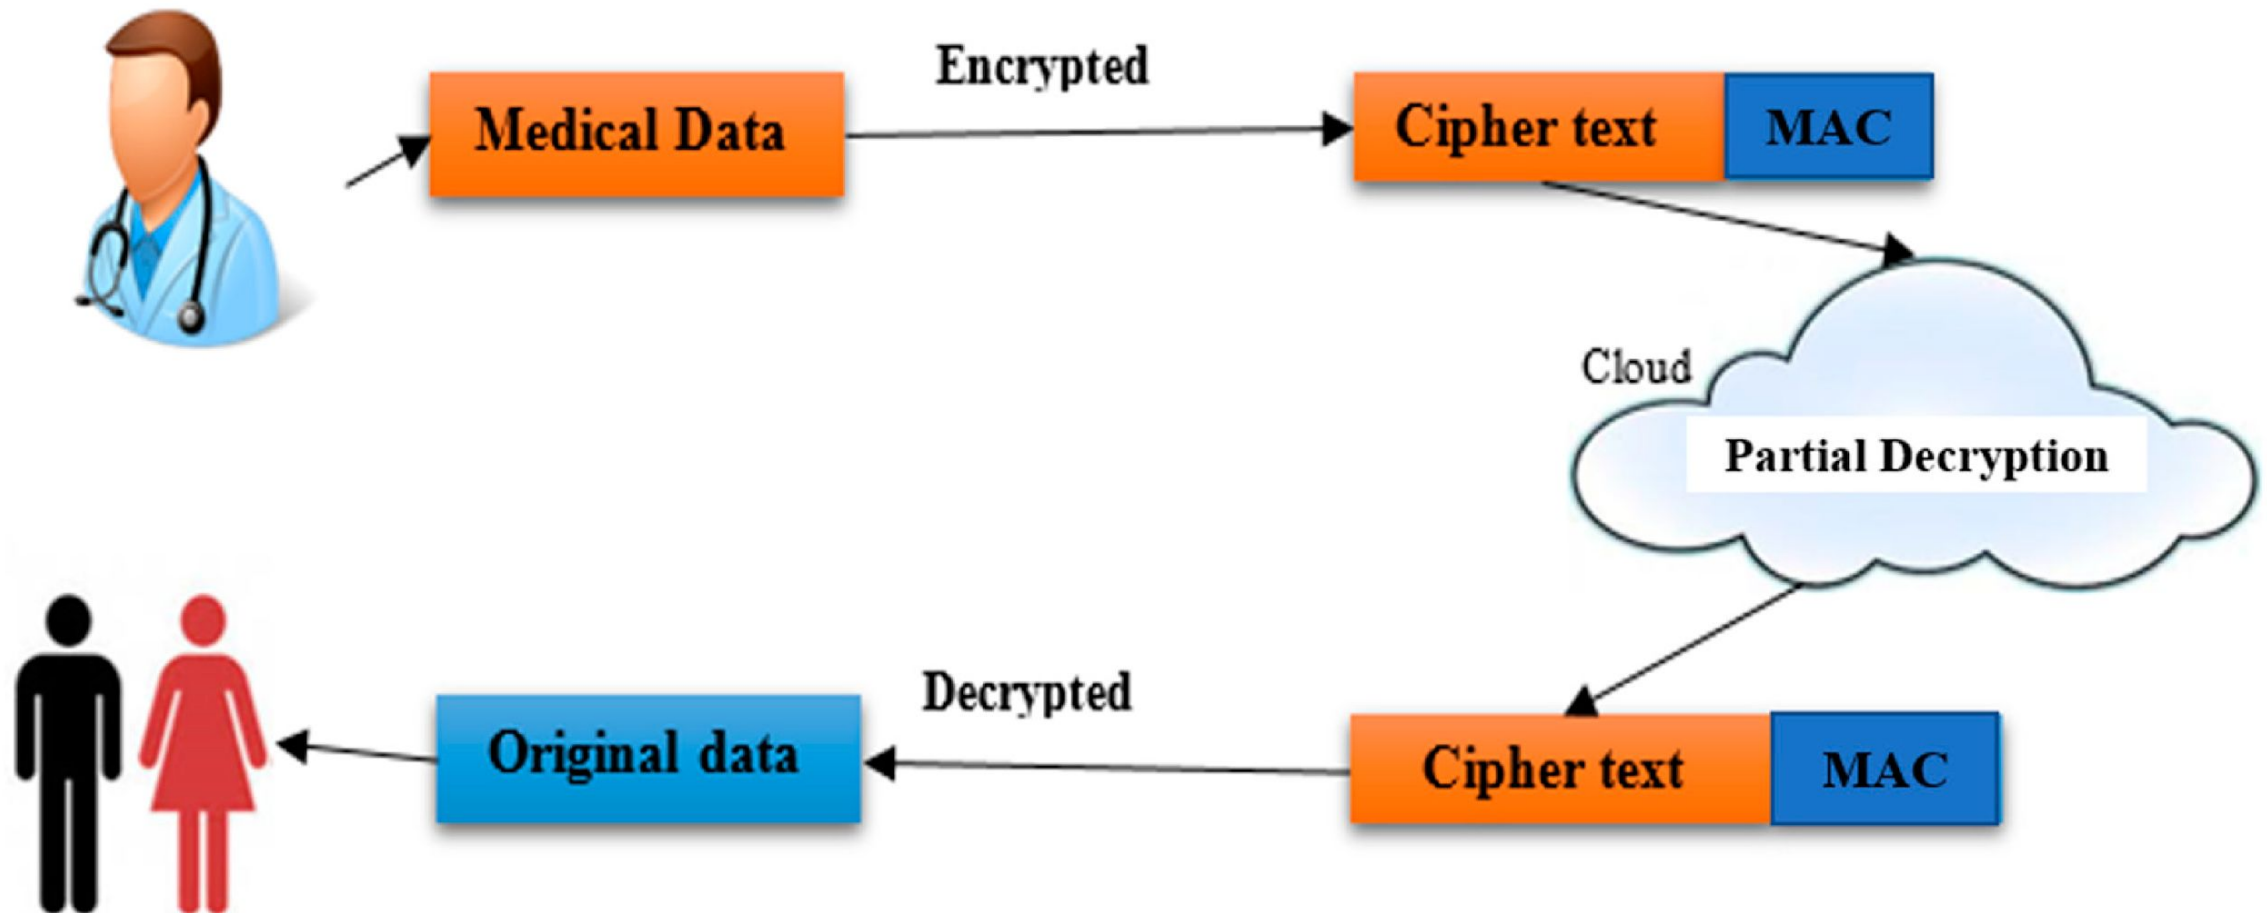 Encrypted
Medical Data
Cipher text
MAC
Cloud
Partial Decryption
Decrypted
Original data
Cipher text
MAC